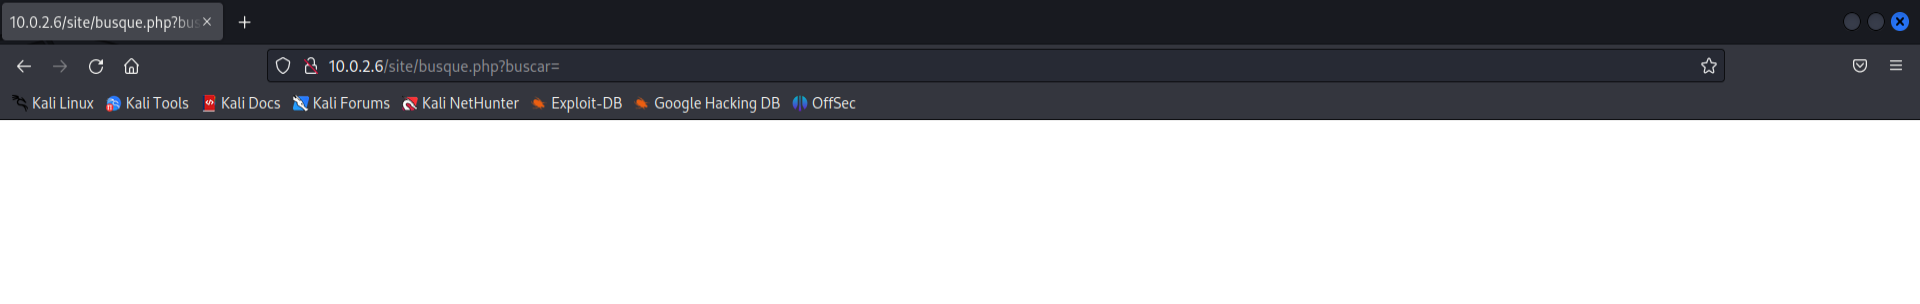 10.0.2.6/site/busque.php?bus
10.0.2.6/site/busque.php?buscar=
Kali Linux Kali Tools Kali Docs Kali Forums Kali NetHunter Exploit-DB Google Hacking DB OffSec